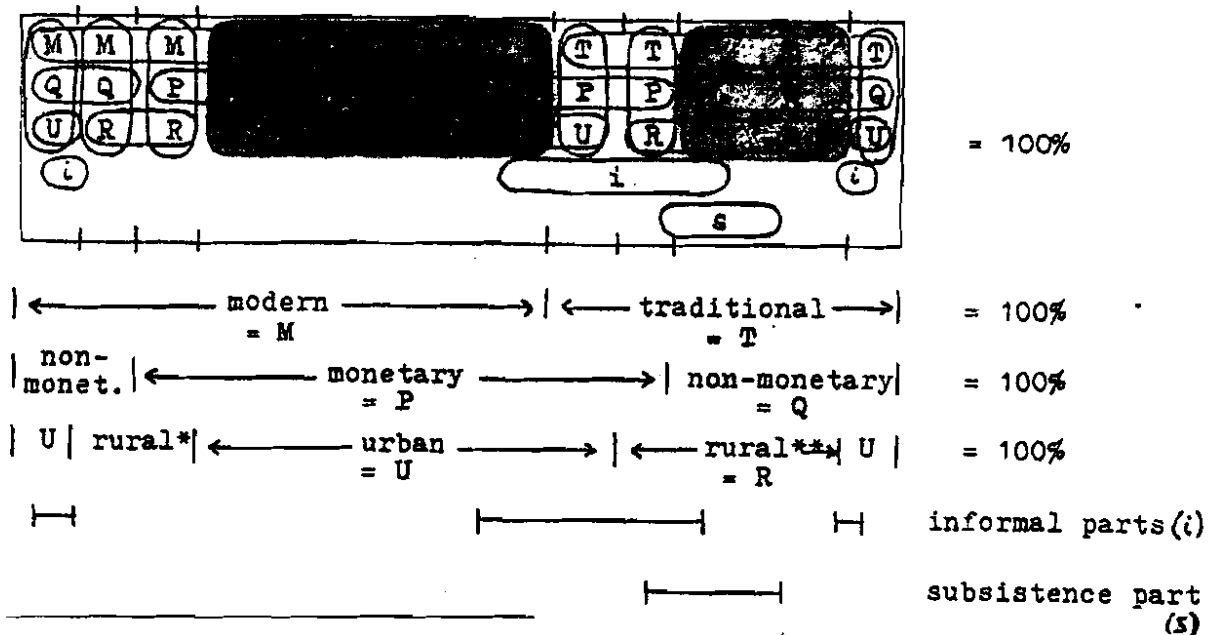 M M M T T T
Q Q P P P Q
U R R U R U
= 100%
i i i
s
modern traditional = 100%
= M = T
non-
monet. monetary non-monetary = 100%
= P = Q
U rural* urban rural** U = 100%
= U = R
informal parts (i)
subsistence part
(s)